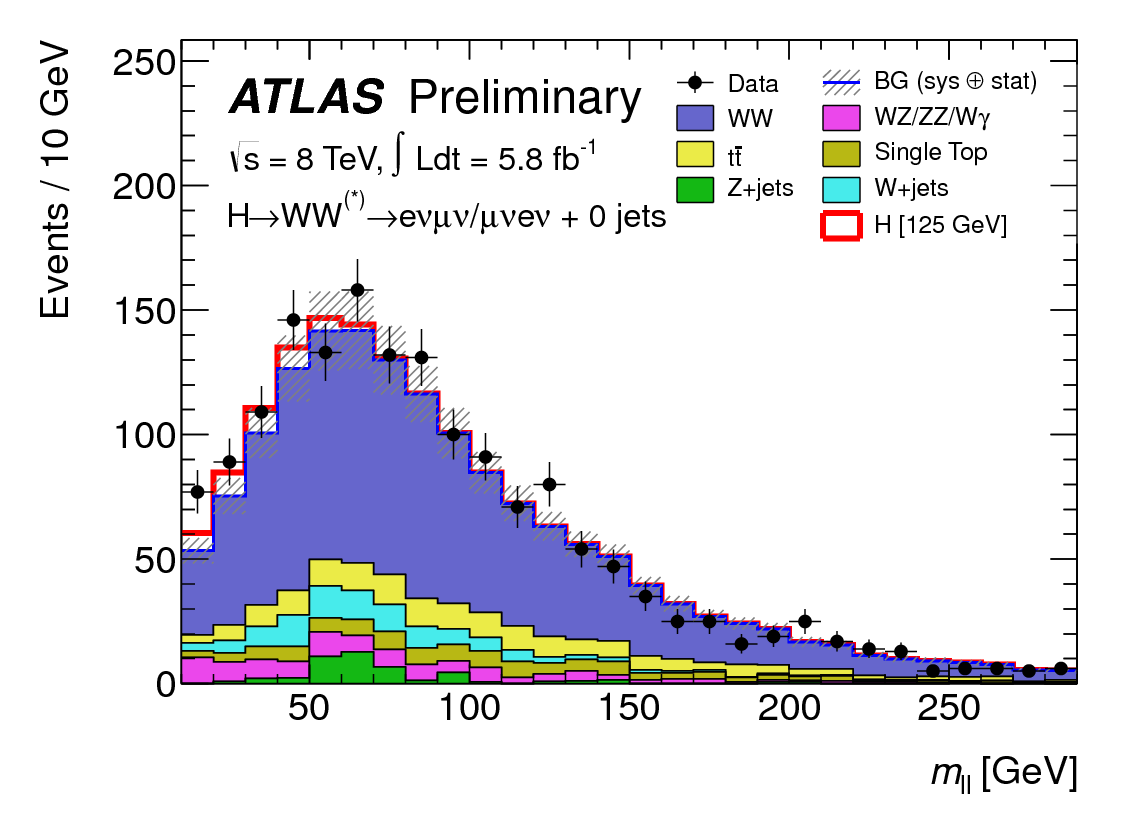 Events / 10 GeV
250
200
150
100
50
0
ATLAS Preliminary
√s = 8 TeV, ∫ Ldt = 5.8 fb⁻¹
H→WW⁽*⁾→eνμν/μνeν + 0 jets
Data
BG (sys ⊕ stat)
WW
WZ/ZZ/Wγ
tt̄
Single Top
Z+jets
W+jets
H [125 GeV]
50
100
150
200
250
m_ll [GeV]